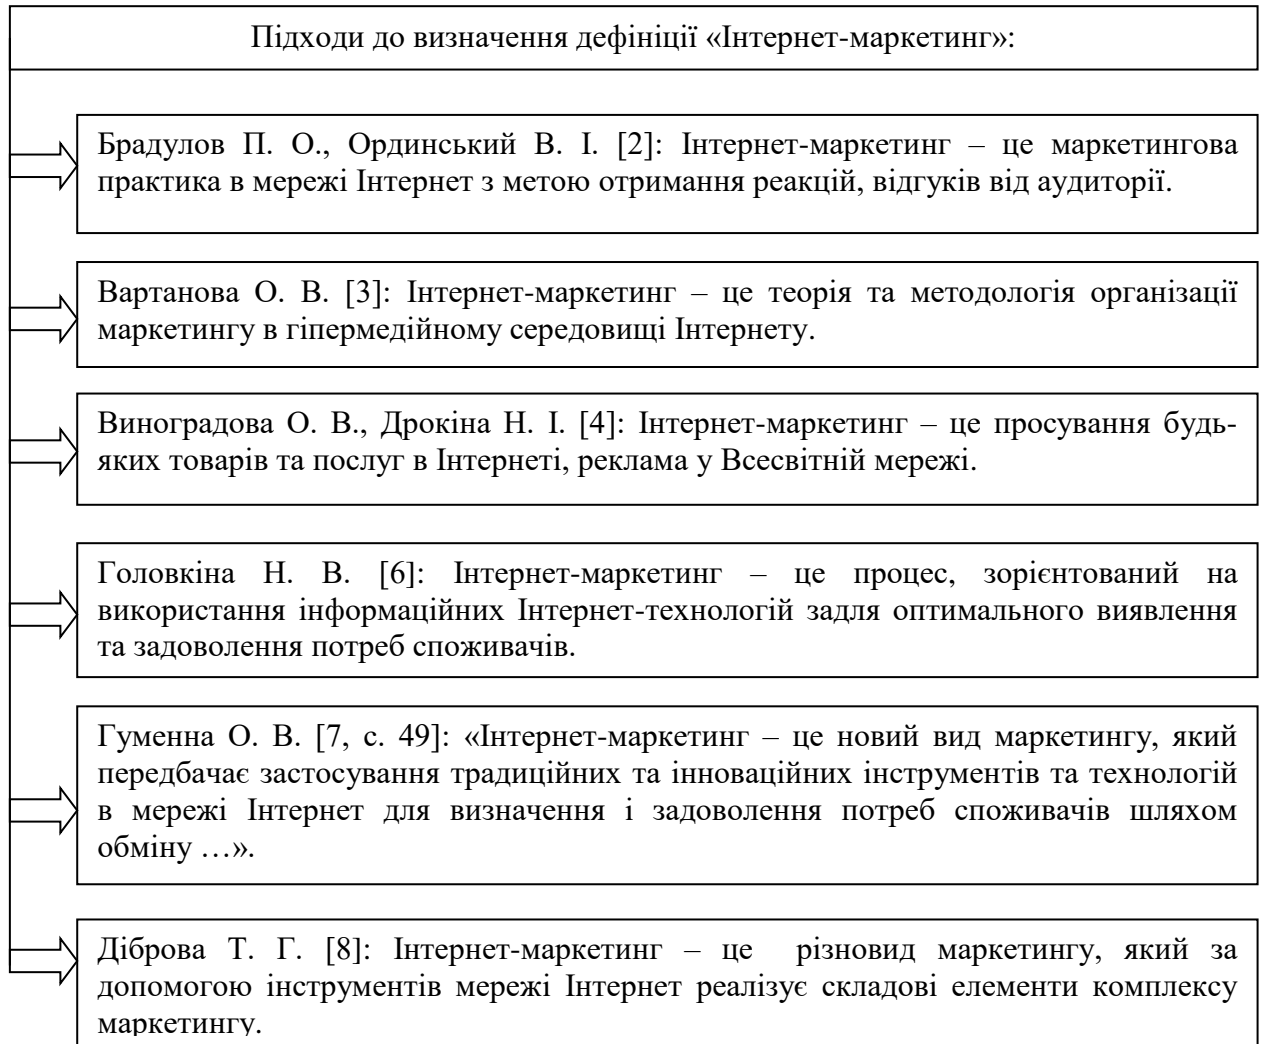 Підходи до визначення дефініції «Інтернет-маркетинг»:
Брадулов П. О., Ординський В. І. [2]: Інтернет-маркетинг – це маркетингова
практика в мережі Інтернет з метою отримання реакцій, відгуків від аудиторії.
Вартанова О. В. [3]: Інтернет-маркетинг – це теорія та методологія організації
маркетингу в гіпермедійному середовищі Інтернету.
Виноградова О. В., Дрокіна Н. І. [4]: Інтернет-маркетинг – це просування будь-
яких товарів та послуг в Інтернеті, реклама у Всесвітній мережі.
Головкіна Н. В. [6]: Інтернет-маркетинг – це процес, зорієнтований на
використання інформаційних Інтернет-технологій задля оптимального виявлення
та задоволення потреб споживачів.
Гуменна О. В. [7, с. 49]: «Інтернет-маркетинг – це новий вид маркетингу, який
передбачає застосування традиційних та інноваційних інструментів та технологій
в мережі Інтернет для визначення і задоволення потреб споживачів шляхом
обміну …».
Діброва Т. Г. [8]: Інтернет-маркетинг – це різновид маркетингу, який за
допомогою інструментів мережі Інтернет реалізує складові елементи комплексу
маркетингу.